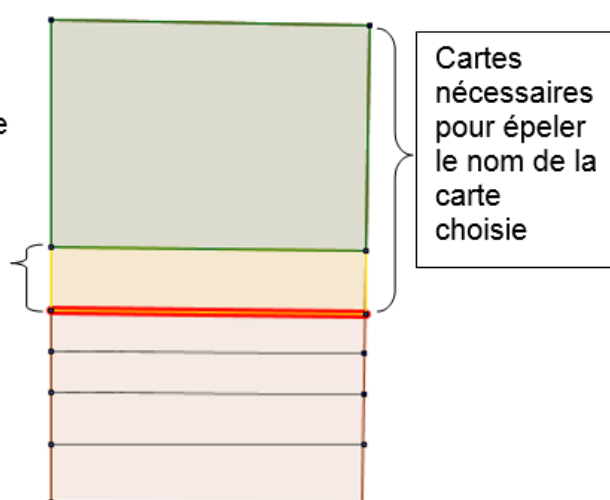 e
Cartes
nécessaires
pour épeler
le nom de la
carte
choisie